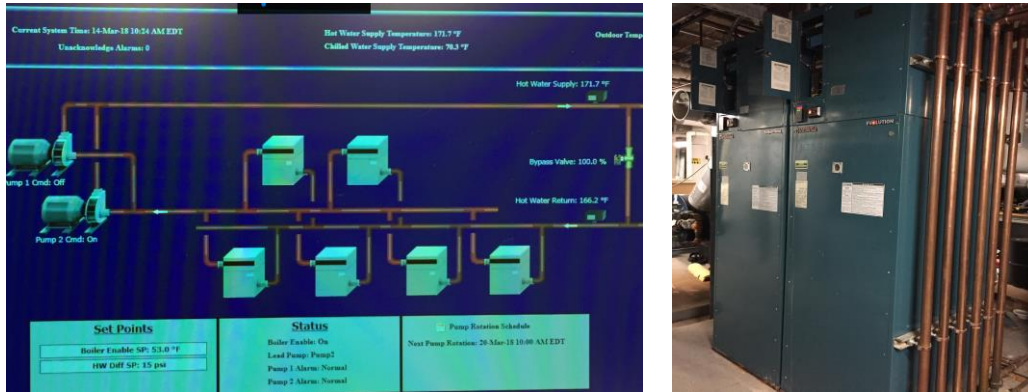 Current System Time: 14-Mar-18 10:24 AM EDT
Unacknowledge Alarms: 0
Hot Water Supply Temperature: 171.7 °F
Chilled Water Supply Temperature: 70.3 °F
Outdoor Temp
Hot Water Supply: 171.7 °F
Bypass Valve: 100.0 %
Hot Water Return: 166.2 °F
Pump 1 Cmd: Off
Pump 2 Cmd: On
Set Points
Boiler Enable SP: 53.0 °F
HW Diff SP: 15 psi
Status
Boiler Enable: On
Lead Pump: Pump2
Pump 1 Alarm: Normal
Pump 2 Alarm: Normal
Pump Rotation Schedule
Next Pump Rotation: 20-Mar-18 10:00 AM EDT
EVOLUTION